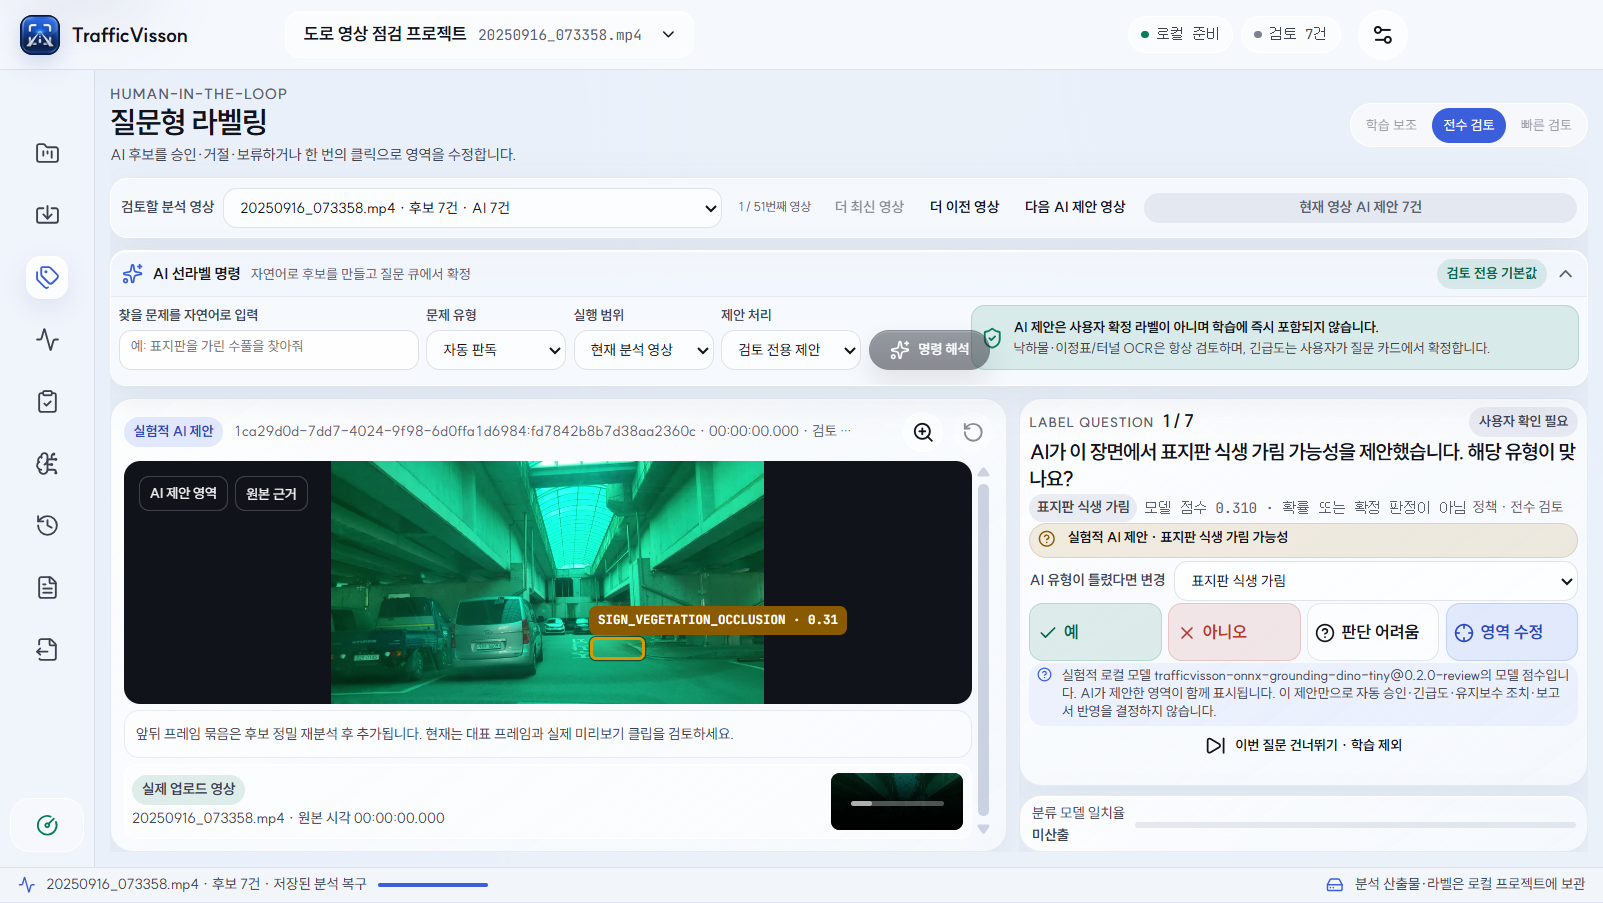 TrafficVisson
도로 영상 점검 프로젝트 20250916_073358.mp4
로컬 준비
검토 7건
HUMAN-IN-THE-LOOP
질문형 라벨링
AI 후보를 승인·거절·보류하거나 한 번의 클릭으로 영역을 수정합니다.
학습 보조 전수 검토 빠른 검토
검토할 분석 영상 20250916_073358.mp4 · 후보 7건 · AI 7건 1 / 51번째 영상 더 최신 영상 더 이전 영상 다음 AI 제안 영상 현재 영상 AI 제안 7건
AI 선라벨 명령 자연어로 후보를 만들고 질문 큐에서 확정 검토 전용 기본값
찾을 문제를 자연어로 입력 문제 유형 실행 범위 제안 처리
예: 표지판을 가린 수풀을 찾아줘 자동 판독 현재 분석 영상 검토 전용 제안 명령 해석
AI 제안은 사용자 확정 라벨이 아니며 학습에 즉시 포함되지 않습니다.
낙하물·이정표/터널 OCR은 항상 검토하며, 긴급도는 사용자가 질문 카드에서 확정합니다.
실험적 AI 제안 1ca29d0d-7dd7-4024-9f98-6d0ffa1d6984:fd7842b8b7d38aa2360c · 00:00:00.000 · 검토 ···
AI 제안 영역 원본 근거
SIGN_VEGETATION_OCCLUSION · 0.31
앞뒤 프레임 묶음은 후보 정밀 재분석 후 추가됩니다. 현재는 대표 프레임과 실제 미리보기 클립을 검토하세요.
실제 업로드 영상
20250916_073358.mp4 · 원본 시각 00:00:00.000
LABEL QUESTION 1 / 7 사용자 확인 필요
AI가 이 장면에서 표지판 식생 가림 가능성을 제안했습니다. 해당 유형이 맞
나요?
표지판 식생 가림 모델 점수 0.310 · 확률 또는 확정 판정이 아님 정책 · 전수 검토
실험적 AI 제안 · 표지판 식생 가림 가능성
AI 유형이 틀렸다면 변경 표지판 식생 가림
예 아니오 판단 어려움 영역 수정
실험적 로컬 모델 trafficvisson-onnx-grounding-dino-tiny@0.2.0-review의 모델 점수입니
다. AI가 제안한 영역이 함께 표시됩니다. 이 제안만으로 자동 승인·긴급도·유지보수 조치·보고
서 반영을 결정하지 않습니다.
이번 질문 건너뛰기 · 학습 제외
분류 모델 일치율
미산출
20250916_073358.mp4 · 후보 7건 · 저장된 분석 복구
분석 산출물·라벨은 로컬 프로젝트에 보관